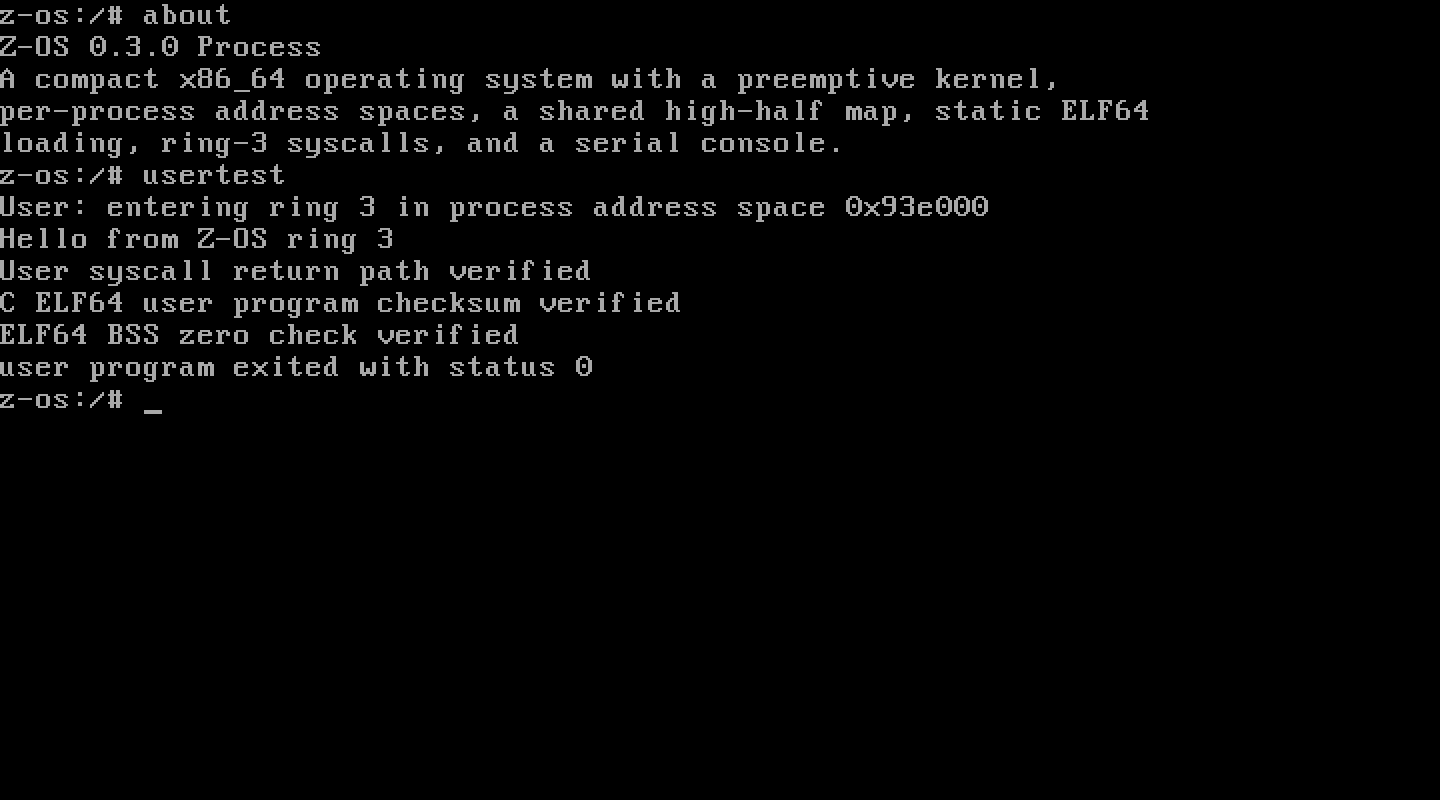 z-os:/# about
Z-OS 0.3.0 Process
A compact x86_64 operating system with a preemptive kernel,
per-process address spaces, a shared high-half map, static ELF64
loading, ring-3 syscalls, and a serial console.
z-os:/# usertest
User: entering ring 3 in process address space 0x93e000
Hello from Z-OS ring 3
User syscall return path verified
C ELF64 user program checksum verified
ELF64 BSS zero check verified
user program exited with status 0
z-os:/# _